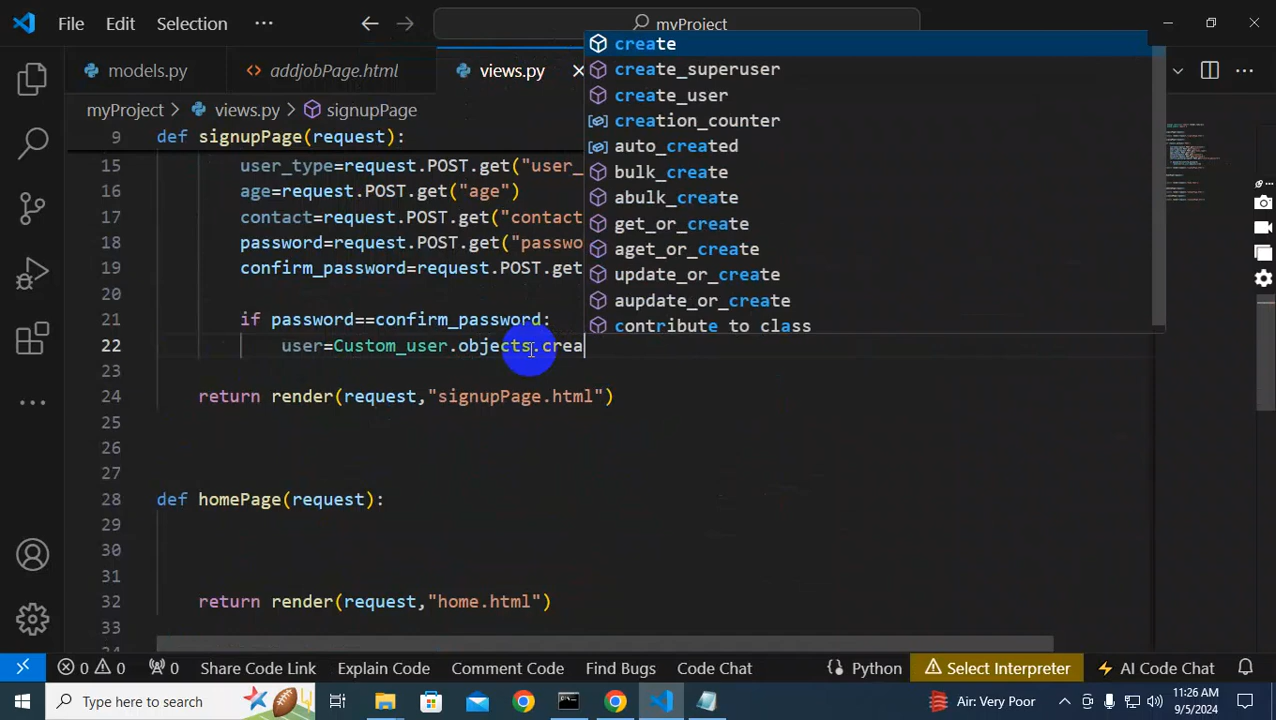 File Edit Selection ··· myProject
models.py addjobPage.html views.py
myProject > views.py > signupPage
9 def signupPage(request):
15 user_type=request.POST.get("user_
16 age=request.POST.get("age")
17 contact=request.POST.get("contact
18 password=request.POST.get("passwo
19 confirm_password=request.POST.get
20
21 if password==confirm_password:
22 user=Custom_user.objects.crea
23
24 return render(request,"signupPage.html")
25
26
27
28 def homePage(request):
29
30
31
32 return render(request,"home.html")
33
create
create_superuser
create_user
creation_counter
auto_created
bulk_create
abulk_create
get_or_create
aget_or_create
update_or_create
aupdate_or_create
contribute_to_class
0 0 0 Share Code Link Explain Code Comment Code Find Bugs Code Chat Python Select Interpreter AI Code Chat
Type here to search Air: Very Poor 11:26 AM
9/5/2024